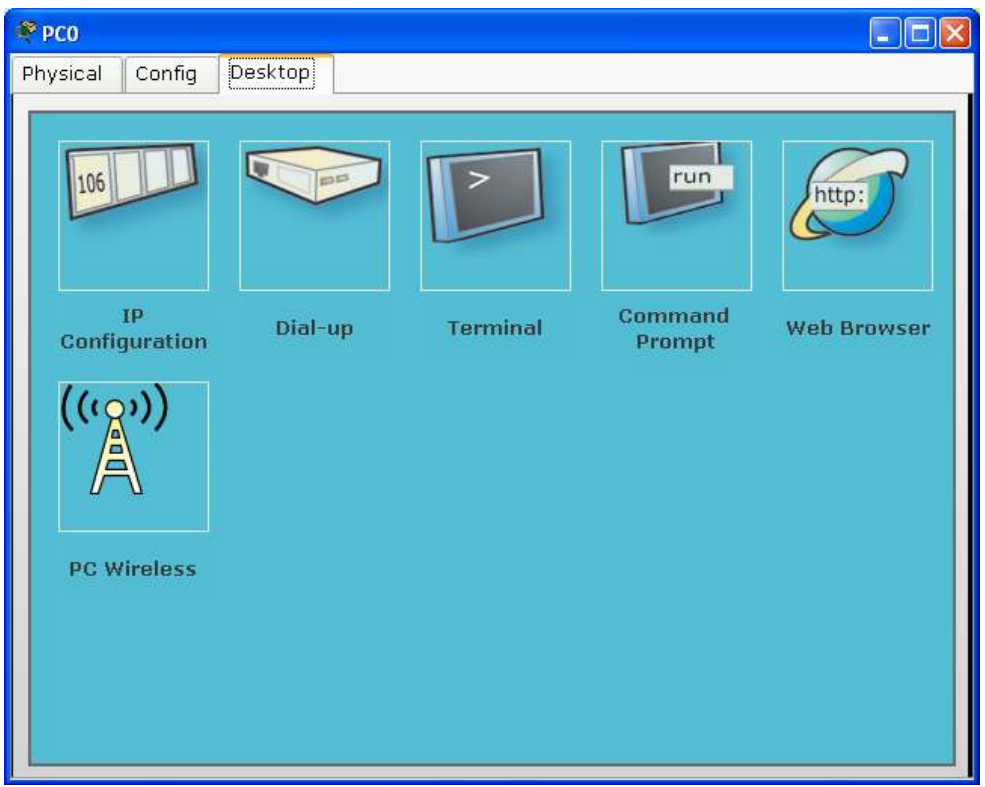 PC0
Physical
Config
Desktop
106
>
run
http:
IP
Configuration
Dial-up
Terminal
Command
Prompt
Web Browser
PC Wireless